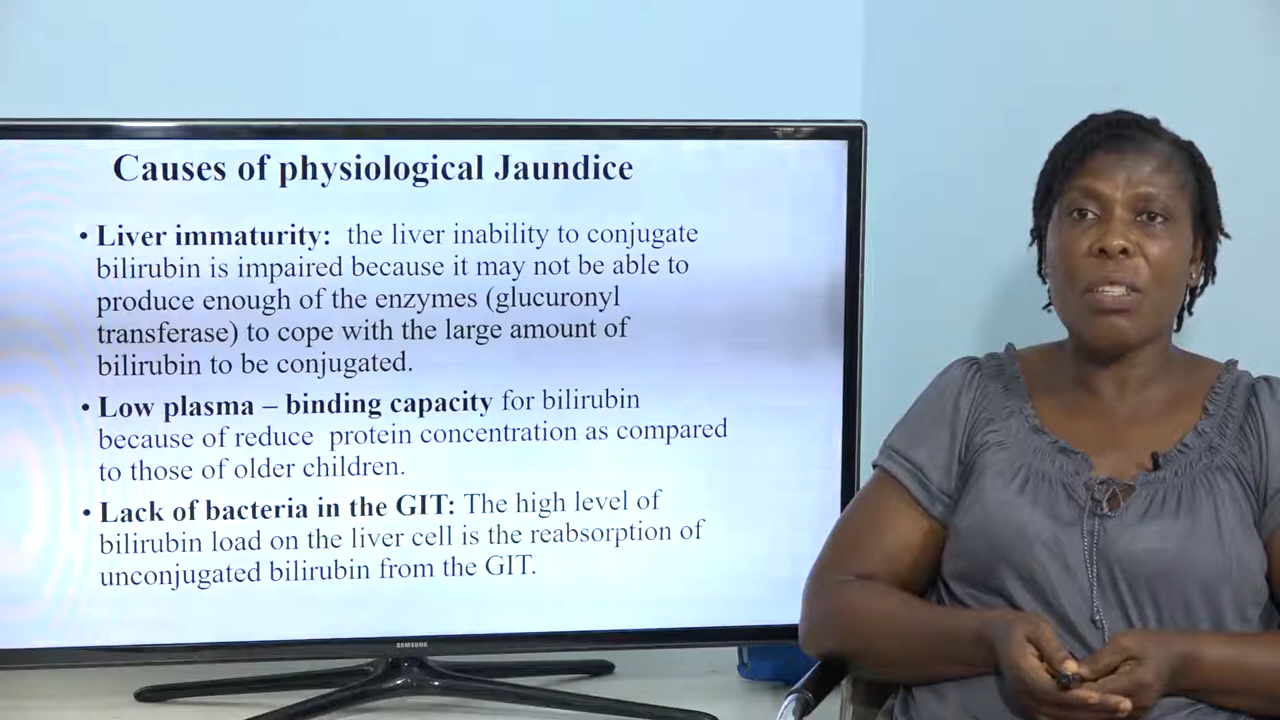 Causes of physiological Jaundice
• Liver immaturity: the liver inability to conjugate
bilirubin is impaired because it may not be able to
produce enough of the enzymes (glucuronyl
transferase) to cope with the large amount of
bilirubin to be conjugated.
• Low plasma – binding capacity for bilirubin
because of reduce protein concentration as compared
to those of older children.
• Lack of bacteria in the GIT: The high level of
bilirubin load on the liver cell is the reabsorption of
unconjugated bilirubin from the GIT.
SAMSUNG